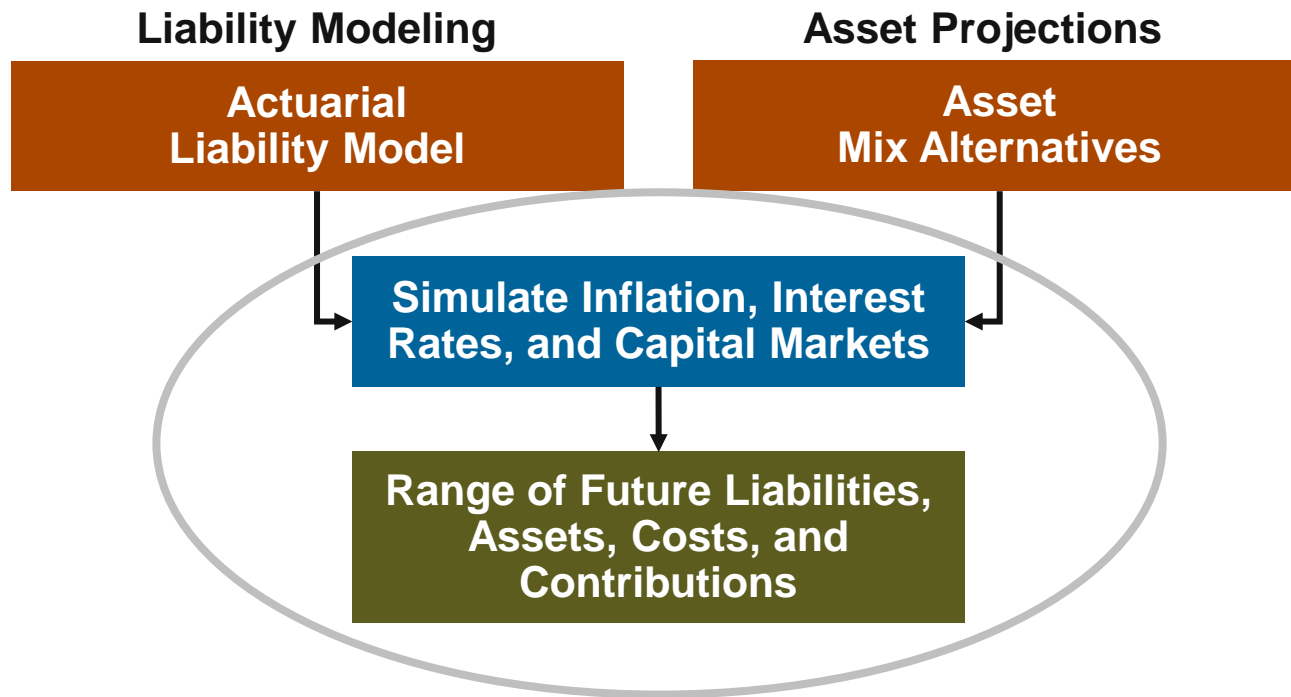 Liability Modeling
Asset Projections
Actuarial
Liability Model
Asset
Mix Alternatives
Simulate Inflation, Interest
Rates, and Capital Markets
Range of Future Liabilities,
Assets, Costs, and
Contributions